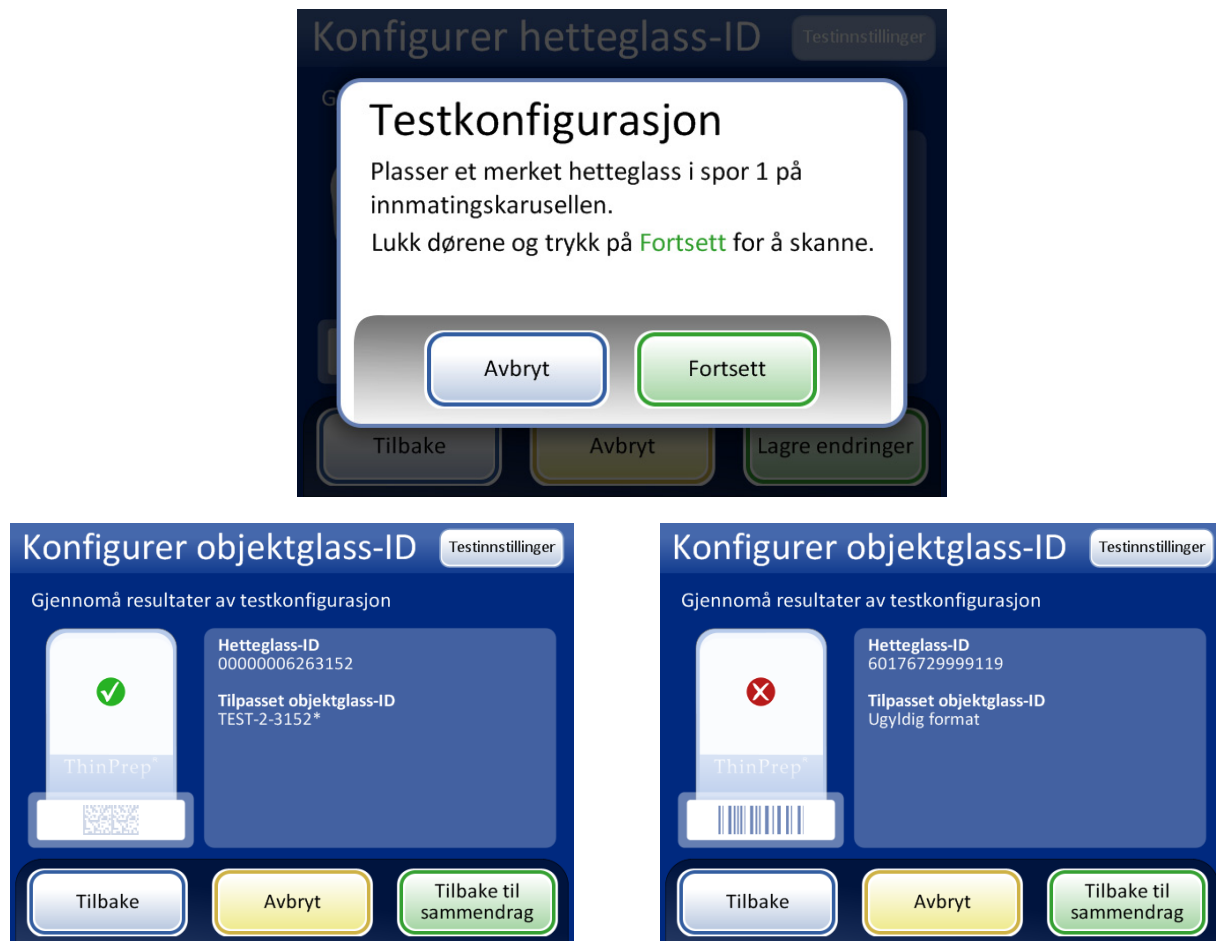 Konfigurer hetteglass-ID
Testinnstillinger
G
Testkonfigurasjon
Plasser et merket hetteglass i spor 1 på
innmatingskarusellen.
Lukk dørene og trykk på Fortsett for å skanne.
Avbryt
Fortsett
Tilbake
Avbryt
Lagre endringer
Konfigurer objektglass-ID
Testinnstillinger
Gjennomå resultater av testkonfigurasjon
Hetteglass-ID
00000006263152
Tilpasset objektglass-ID
TEST-2-3152*
ThinPrep®
Tilbake
Avbryt
Tilbake til
sammendrag
Konfigurer objektglass-ID
Testinnstillinger
Gjennomå resultater av testkonfigurasjon
Hetteglass-ID
60176729999119
Tilpasset objektglass-ID
Ugyldig format
ThinPrep®
Tilbake
Avbryt
Tilbake til
sammendrag